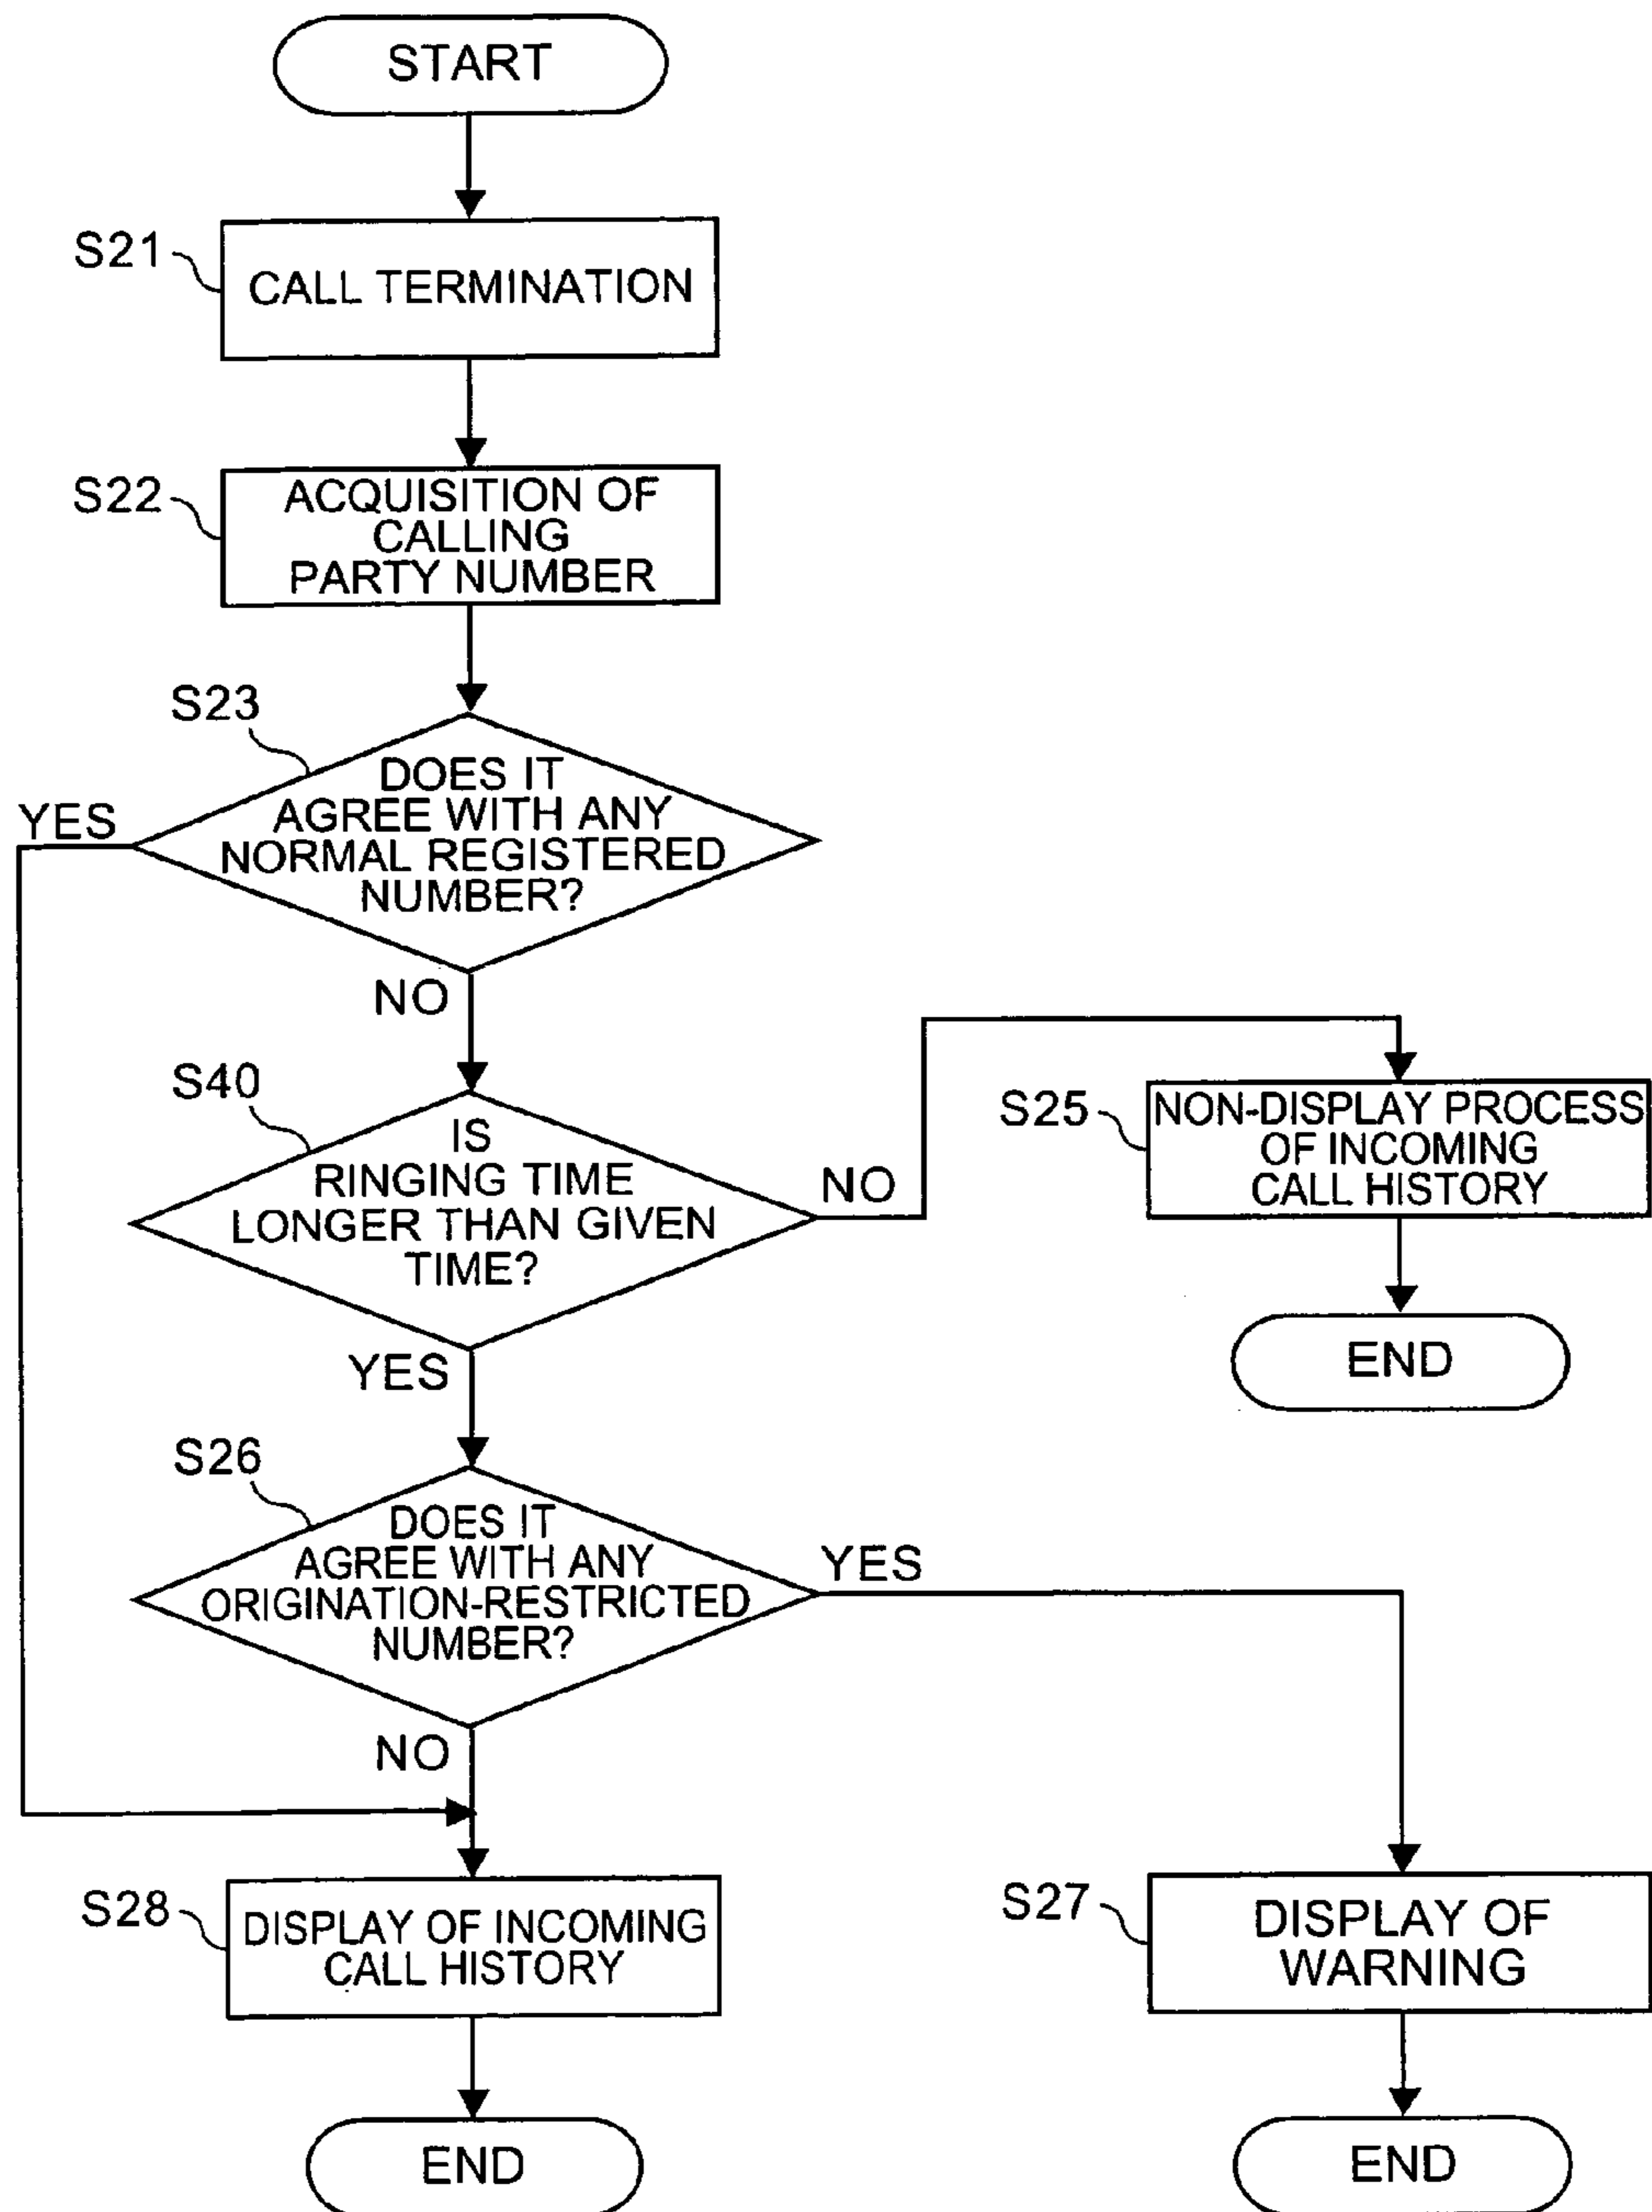 START
S21
CALL TERMINATION
S22
ACQUISITION OF
CALLING
PARTY NUMBER
S23
DOES IT
AGREE WITH ANY
NORMAL REGISTERED
NUMBER?
YES
NO
S40
IS
RINGING TIME
LONGER THAN GIVEN
TIME?
NO
S25
NON-DISPLAY PROCESS
OF INCOMING
CALL HISTORY
END
YES
S26
DOES IT
AGREE WITH ANY
ORIGINATION-RESTRICTED
NUMBER?
YES
NO
S28
DISPLAY OF INCOMING
CALL HISTORY
S27
DISPLAY OF
WARNING
END
END